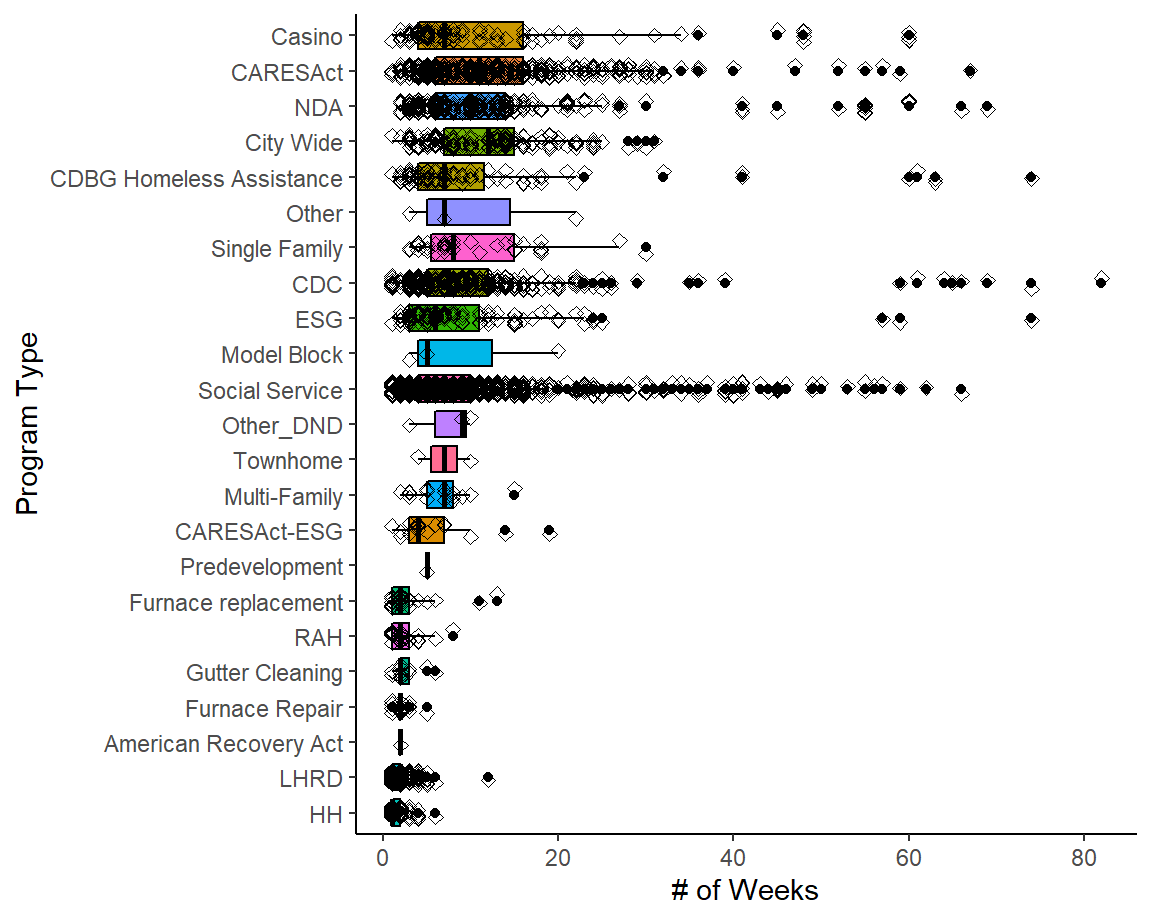 Casino
CARESAct
NDA
City Wide
CDBG Homeless Assistance
Other
Single Family
CDC
ESG
Model Block
Social Service
Other_DND
Townhome
Multi-Family
CARESAct-ESG
Predevelopment
Furnace replacement
RAH
Gutter Cleaning
Furnace Repair
American Recovery Act
LHRD
HH
Program Type
0 20 40 60 80
# of Weeks